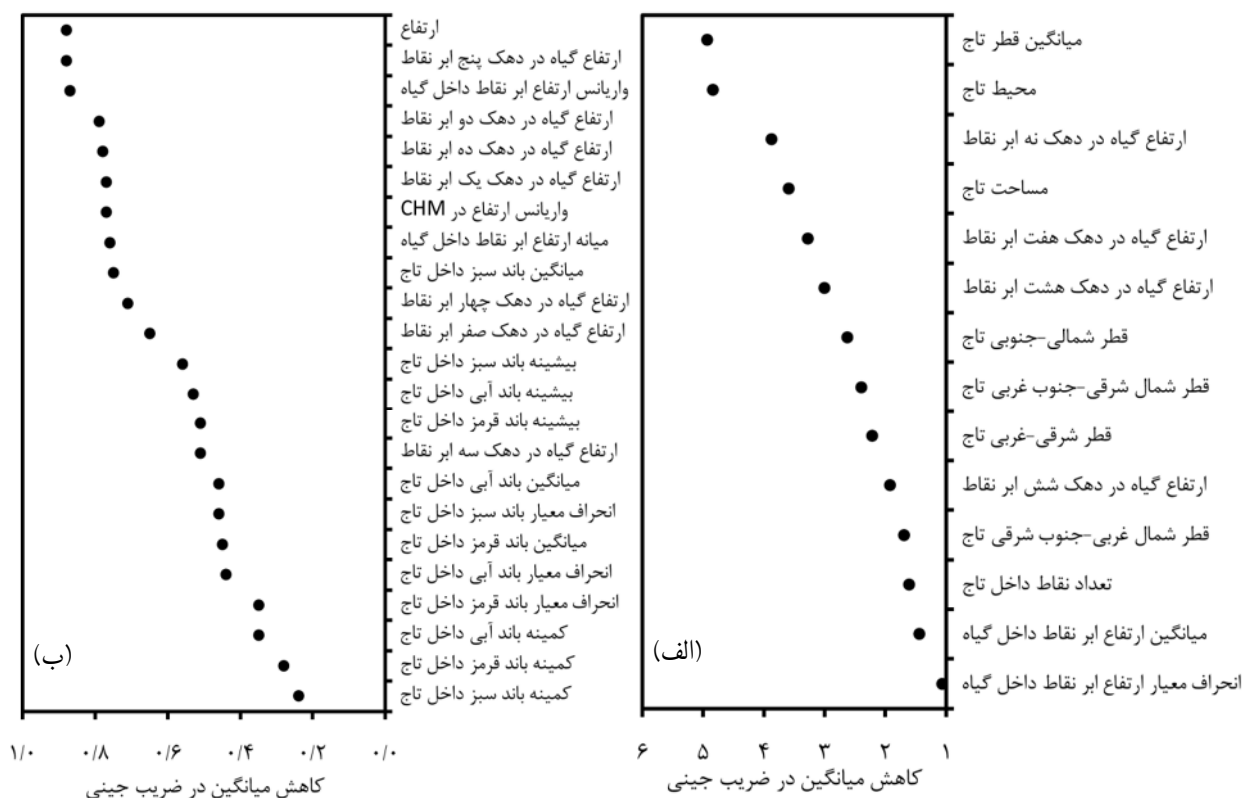 میانگین قطر تاج
محیط تاج
ارتفاع گیاه در دهک نه ابر نقاط
مساحت تاج
ارتفاع گیاه در دهک هفت ابر نقاط
ارتفاع گیاه در دهک هشت ابر نقاط
قطر شمالی-جنوبی تاج
قطر شمال شرقی-جنوب غربی تاج
قطر شرقی-غربی تاج
ارتفاع گیاه در دهک شش ابر نقاط
قطر شمال غربی-جنوب شرقی تاج
تعداد نقاط داخل تاج
میانگین ارتفاع ابر نقاط داخل گیاه
انحراف معیار ارتفاع ابر نقاط داخل گیاه
(الف)
۶ ۵ ۴ ۳ ۲ ۱
کاهش میانگین در ضریب جینی
ارتفاع
ارتفاع گیاه در دهک پنج ابر نقاط
واریانس ارتفاع ابر نقاط داخل گیاه
ارتفاع گیاه در دهک دو ابر نقاط
ارتفاع گیاه در دهک ده ابر نقاط
ارتفاع گیاه در دهک یک ابر نقاط
واریانس ارتفاع در CHM
میانه ارتفاع ابر نقاط داخل گیاه
میانگین باند سبز داخل تاج
ارتفاع گیاه در دهک چهار ابر نقاط
ارتفاع گیاه در دهک صفر ابر نقاط
بیشینه باند سبز داخل تاج
بیشینه باند آبی داخل تاج
بیشینه باند قرمز داخل تاج
ارتفاع گیاه در دهک سه ابر نقاط
میانگین باند آبی داخل تاج
انحراف معیار باند سبز داخل تاج
میانگین باند قرمز داخل تاج
انحراف معیار باند آبی داخل تاج
انحراف معیار باند قرمز داخل تاج
کمینه باند آبی داخل تاج
کمینه باند قرمز داخل تاج
کمینه باند سبز داخل تاج
(ب)
۱/۰ ۰/۸ ۰/۶ ۰/۴ ۰/۲ ۰/۰
کاهش میانگین در ضریب جینی